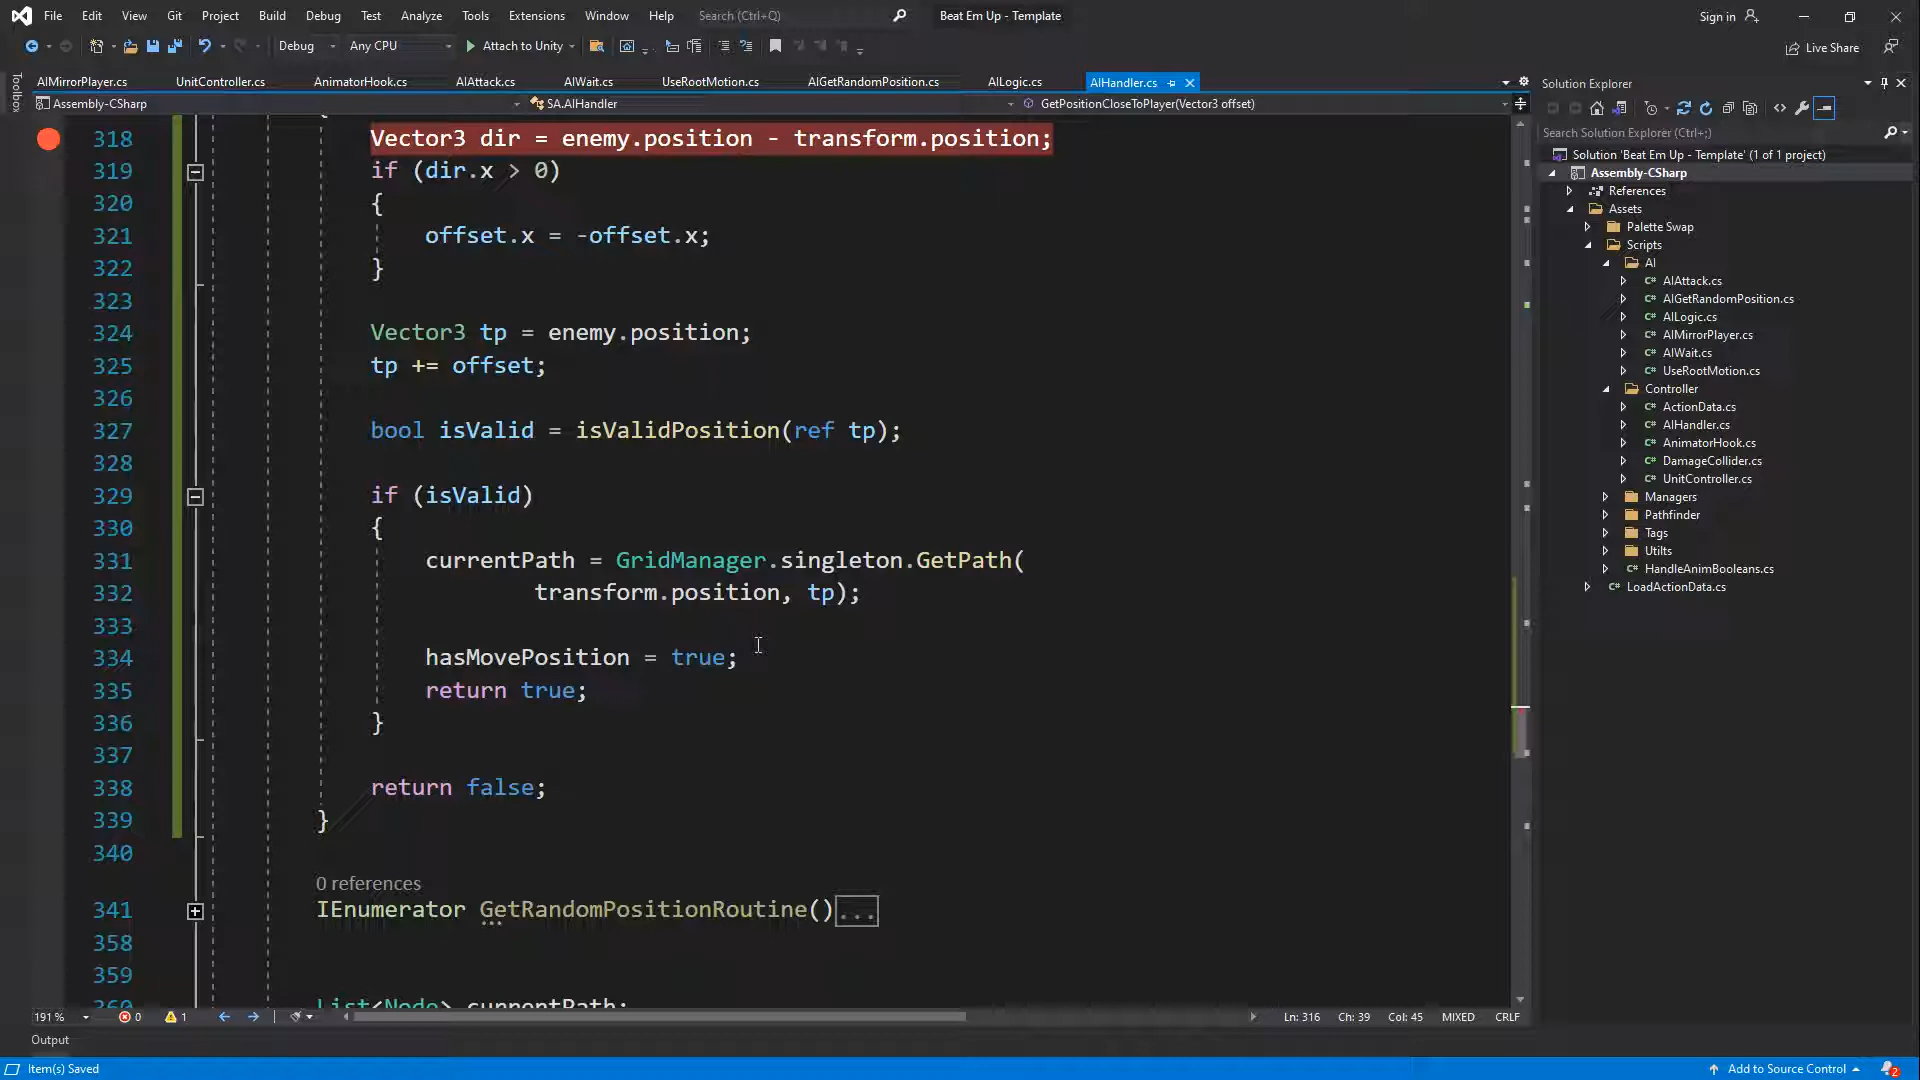 File Edit View Git Project Build Debug Test Analyze Tools Extensions Window Help Search (Ctrl+Q) Beat Em Up - Template Sign in
Debug Any CPU Attach to Unity Live Share
AIMirrorPlayer.cs UnitController.cs AnimatorHook.cs AIAttack.cs AIWait.cs UseRootMotion.cs AIGetRandomPosition.cs AILogic.cs AIHandler.cs
Assembly-CSharp SA.AIHandler GetPositionCloseToPlayer(Vector3 offset)
Toolbox
318 Vector3 dir = enemy.position - transform.position;
319 if (dir.x > 0)
320 {
321 offset.x = -offset.x;
322 }
323
324 Vector3 tp = enemy.position;
325 tp += offset;
326
327 bool isValid = isValidPosition(ref tp);
328
329 if (isValid)
330 {
331 currentPath = GridManager.singleton.GetPath(
332 transform.position, tp);
333
334 hasMovePosition = true;
335 return true;
336 }
337
338 return false;
339 }
340
0 references
341 IEnumerator GetRandomPositionRoutine()...
358
359
360 List<Node> currentPath;
191 % 0 1 Ln: 316 Ch: 39 Col: 45 MIXED CRLF
Output
Item(s) Saved Add to Source Control 2
Solution Explorer
Search Solution Explorer (Ctrl+;)
Solution 'Beat Em Up - Template' (1 of 1 project)
Assembly-CSharp
References
Assets
Palette Swap
Scripts
AI
C# AIAttack.cs
C# AIGetRandomPosition.cs
C# AILogic.cs
C# AIMirrorPlayer.cs
C# AIWait.cs
C# UseRootMotion.cs
Controller
C# ActionData.cs
C# AIHandler.cs
C# AnimatorHook.cs
C# DamageCollider.cs
C# UnitController.cs
Managers
Pathfinder
Tags
Utilts
C# HandleAnimBooleans.cs
C# LoadActionData.cs